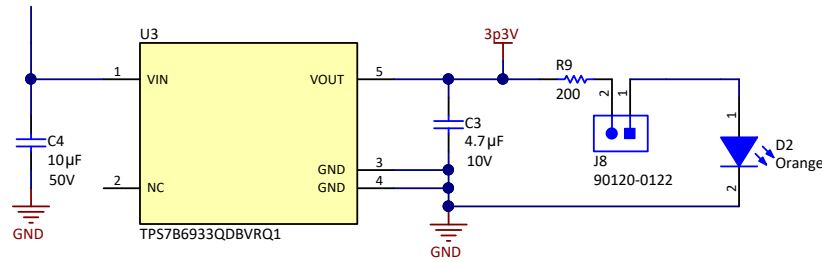 U3
3p3V
1
VIN
VOUT
5
R9
200
2
1
C4
10µF
50V
C3
4.7µF
10V
1
D2
Orange
2
J8
90120-0122
GND
3
GND
4
2
NC
TPS7B6933QDBVRQ1
GND
GND